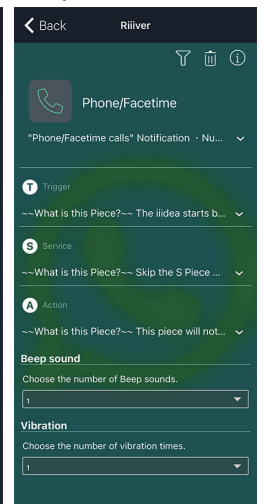 Back Riiiver
Phone/Facetime
"Phone/Facetime calls" Notification · Nu...
T Trigger
~~What is this Piece?~~ The iiidea starts b...
S Service
~~What is this Piece?~~ Skip the S Piece ...
A Action
~~What is this Piece?~~ This piece will not...
Beep sound
Choose the number of Beep sounds.
1
Vibration
Choose the number of vibration times.
1